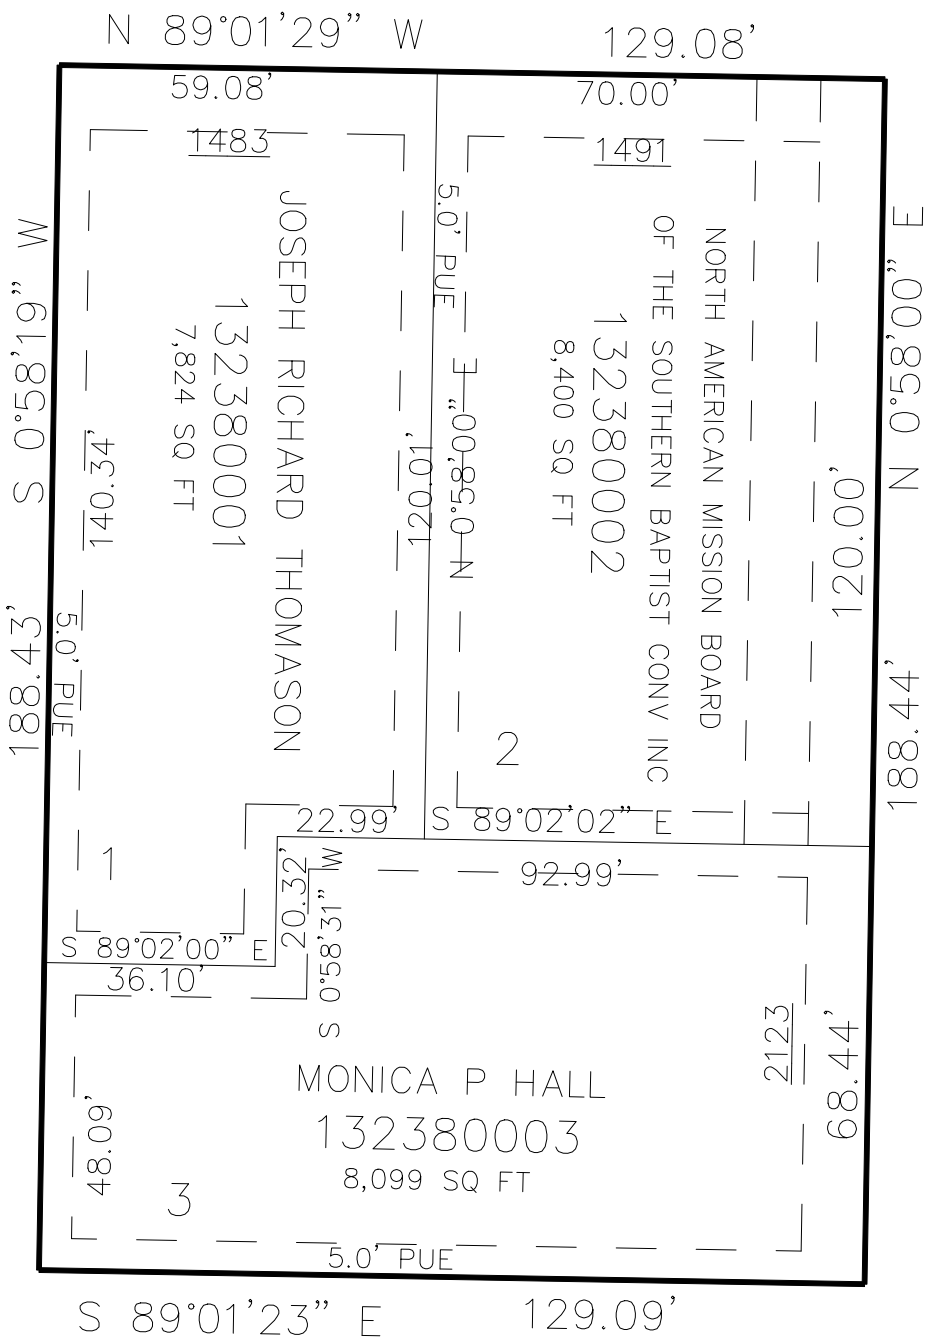 N 89°01'29" W
129.08'
59.08'
70.00'
1483
1491
S 0°58'19" W
188.43'
N 0°58'00" E
188.44'
JOSEPH RICHARD THOMASON
132380001
7,824 SQ FT
140.34'
5.0' PUE
1
120.01'
5.0' PUE
N 0°58'00" E
NORTH AMERICAN MISSION BOARD
OF THE SOUTHERN BAPTIST CONV INC
132380002
8,400 SQ FT
120.00'
2
22.99'
S 89°02'02" E
92.99'
20.32'
S 0°58'31" W
S 89°02'00" E
36.10'
2123
68.44'
MONICA P HALL
132380003
8,099 SQ FT
48.09'
3
5.0' PUE
S 89°01'23" E
129.09'